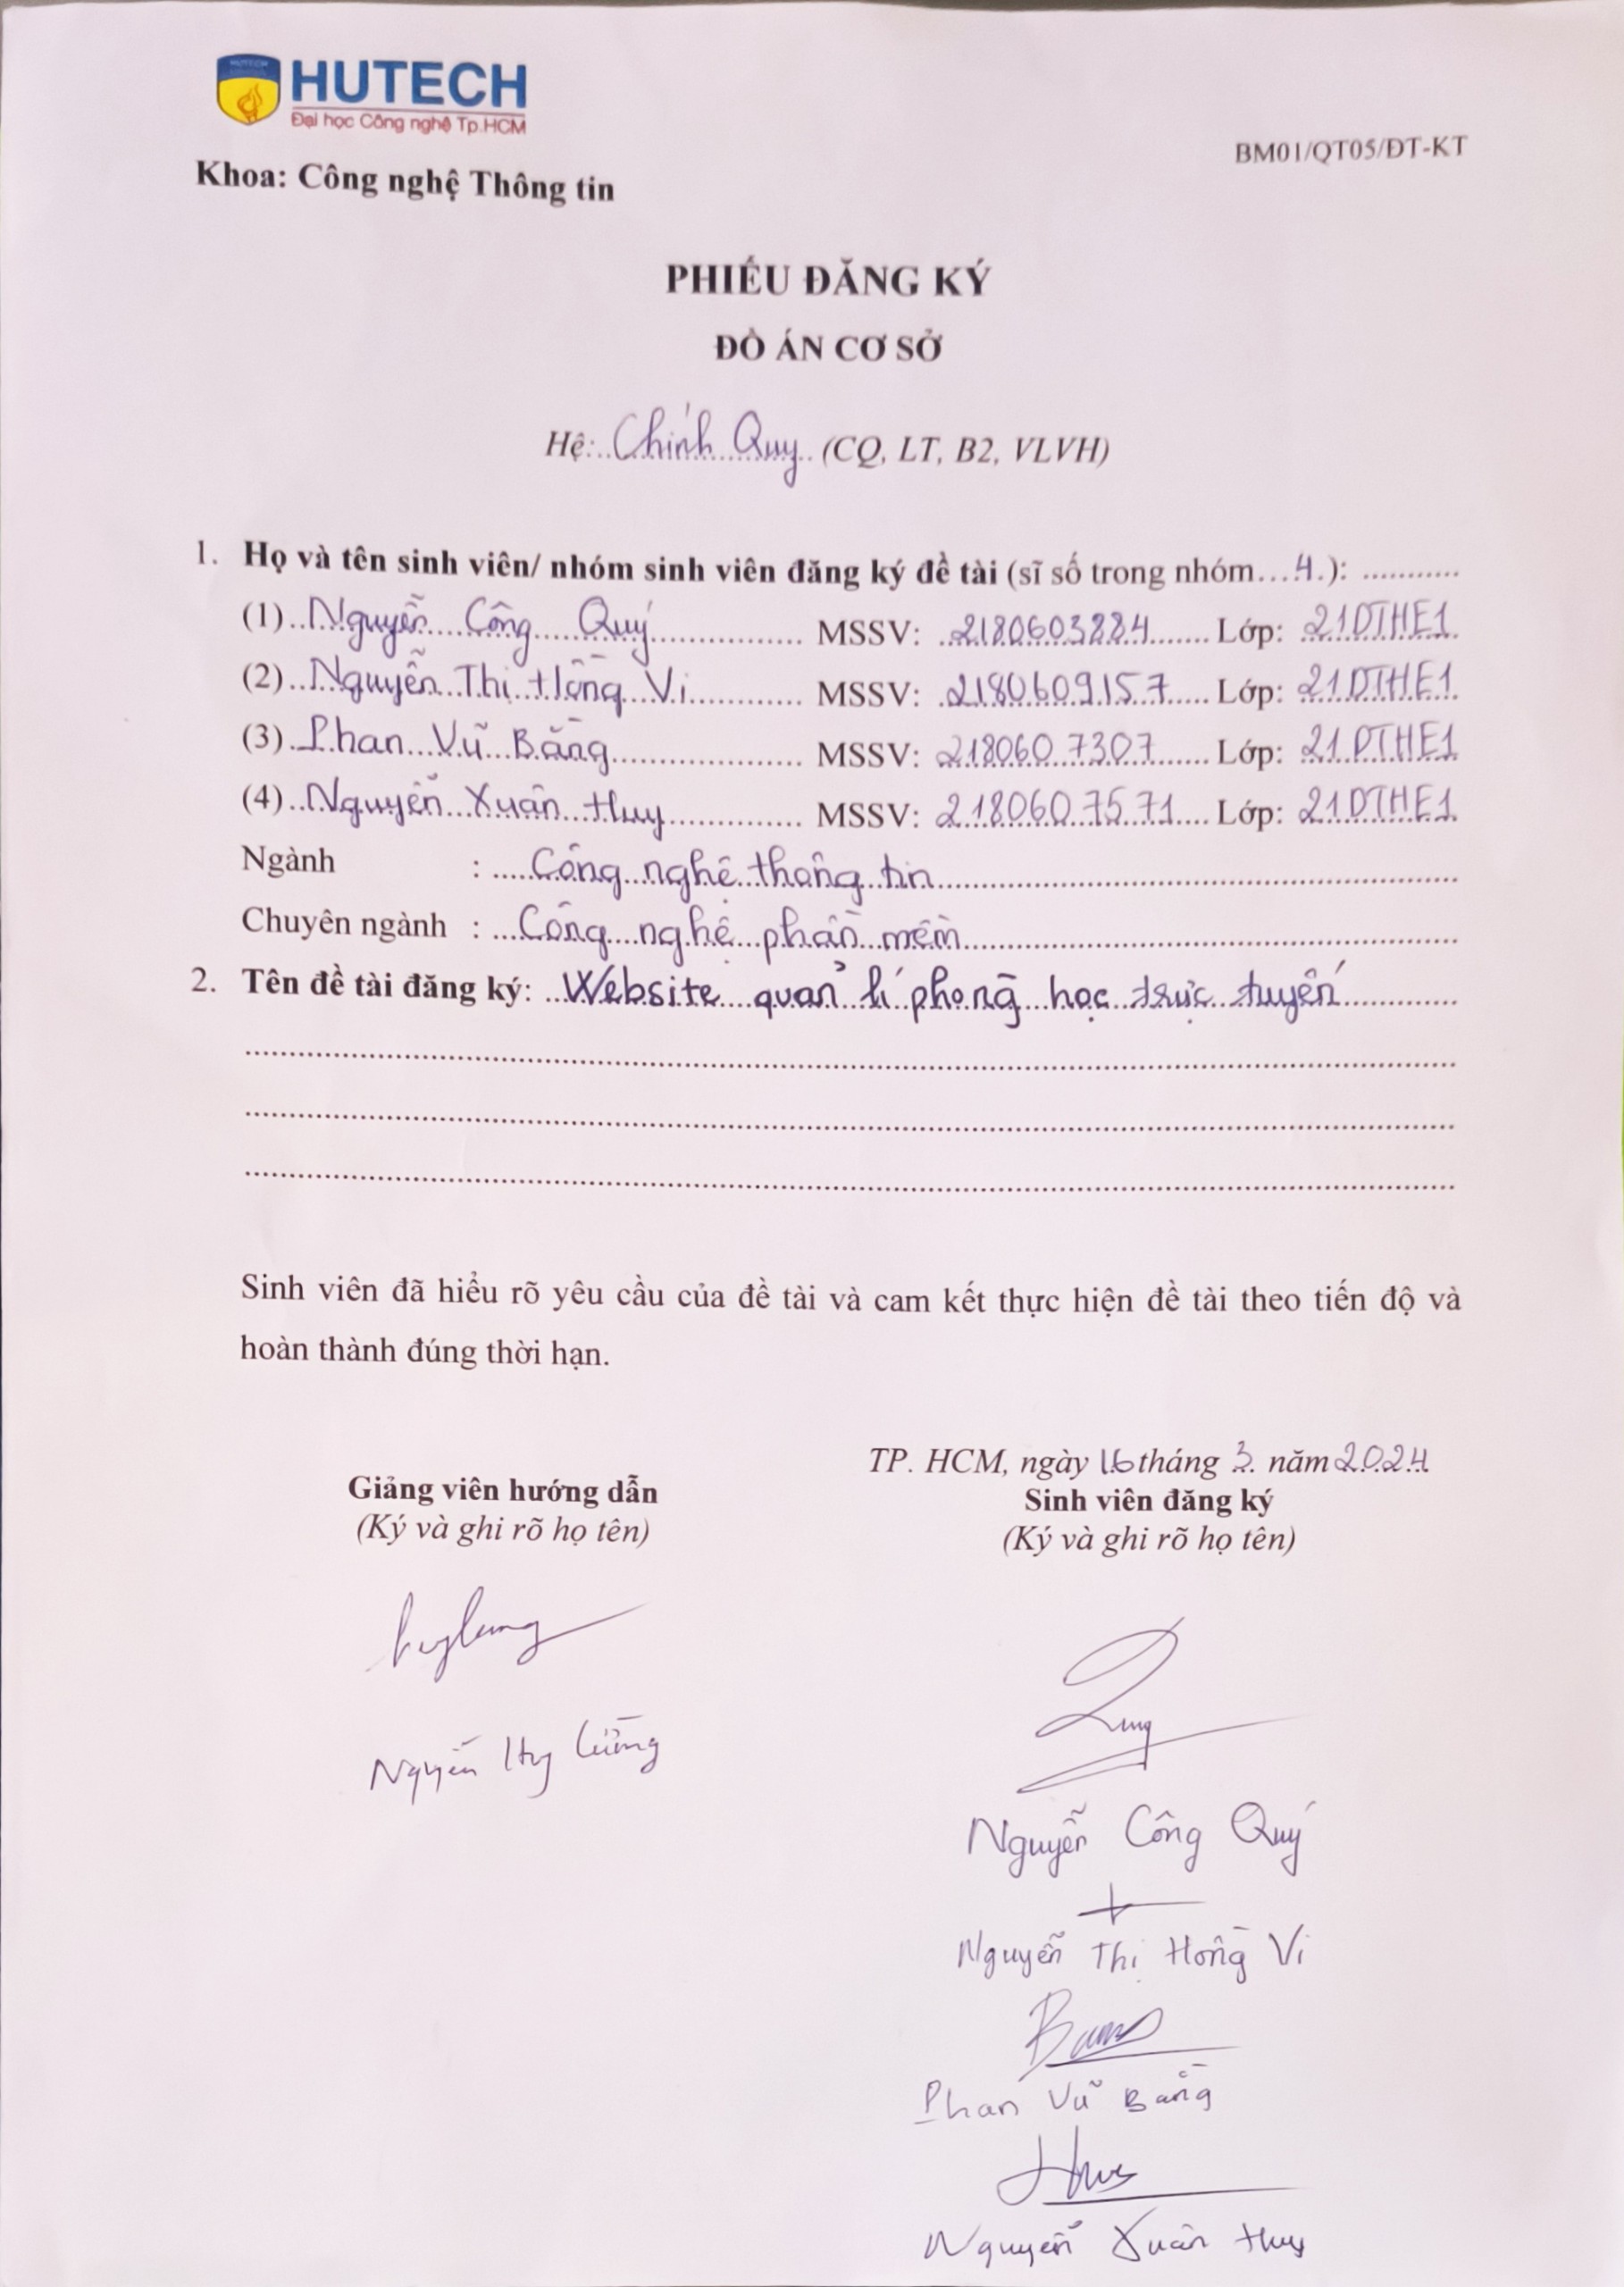 HUTECH
HUTECH
Đại học Công nghệ Tp.HCM
BM01/QT05/ĐT-KT
Khoa: Công nghệ Thông tin
PHIẾU ĐĂNG KÝ
ĐỒ ÁN CƠ SỞ
Hệ: Chính Quy (CQ, LT, B2, VLVH)
1. Họ và tên sinh viên/ nhóm sinh viên đăng ký đề tài (sĩ số trong nhóm...4.): ...........
(1) Nguyễn Công Quý MSSV: 2180603884 Lớp: 21DTHE1
(2) Nguyễn Thị Hồng Vi MSSV: 2180609157 Lớp: 21DTHE1
(3) Phan Vũ Bằng MSSV: 2180607307 Lớp: 21DTHE1
(4) Nguyễn Xuân Huy MSSV: 2180607571 Lớp: 21DTHE1
Ngành : Công nghệ thông tin
Chuyên ngành : Công nghệ phần mềm
2. Tên đề tài đăng ký: Website quản lí phòng học trực tuyến
Sinh viên đã hiểu rõ yêu cầu của đề tài và cam kết thực hiện đề tài theo tiến độ và
hoàn thành đúng thời hạn.
TP. HCM, ngày 16 tháng 3 năm 2024
Giảng viên hướng dẫn
(Ký và ghi rõ họ tên)
Sinh viên đăng ký
(Ký và ghi rõ họ tên)
Nguyễn Huy Cường
Quy
Nguyễn Công Quý
Nguyễn Thị Hồng Vi
Phan Vũ Bằng
Nguyễn Xuân Huy